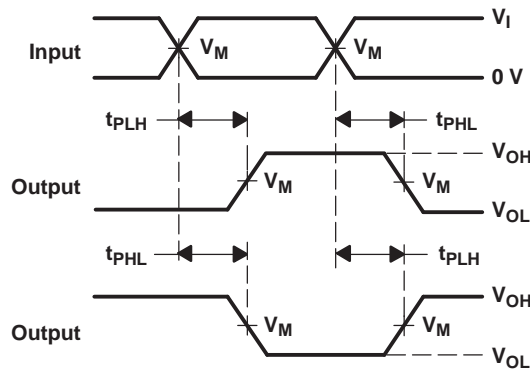 V_I
Input V_M V_M
0 V
t_PLH t_PHL
V_OH
Output V_M V_M
V_OL
t_PHL t_PLH
V_OH
Output V_M V_M
V_OL